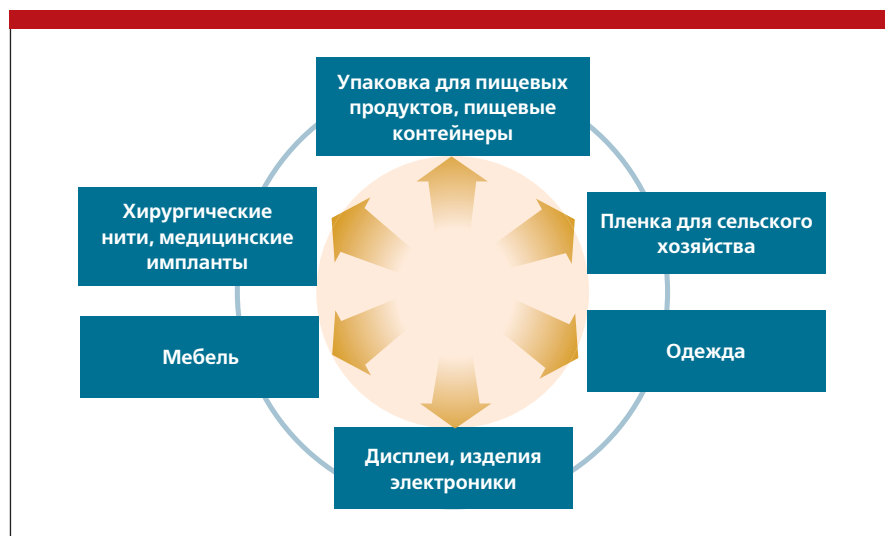 Упаковка для пищевых
продуктов, пищевые
контейнеры
Хирургические
нити, медицинские
импланты
Пленка для сельского
хозяйства
Мебель
Одежда
Дисплеи, изделия
электроники